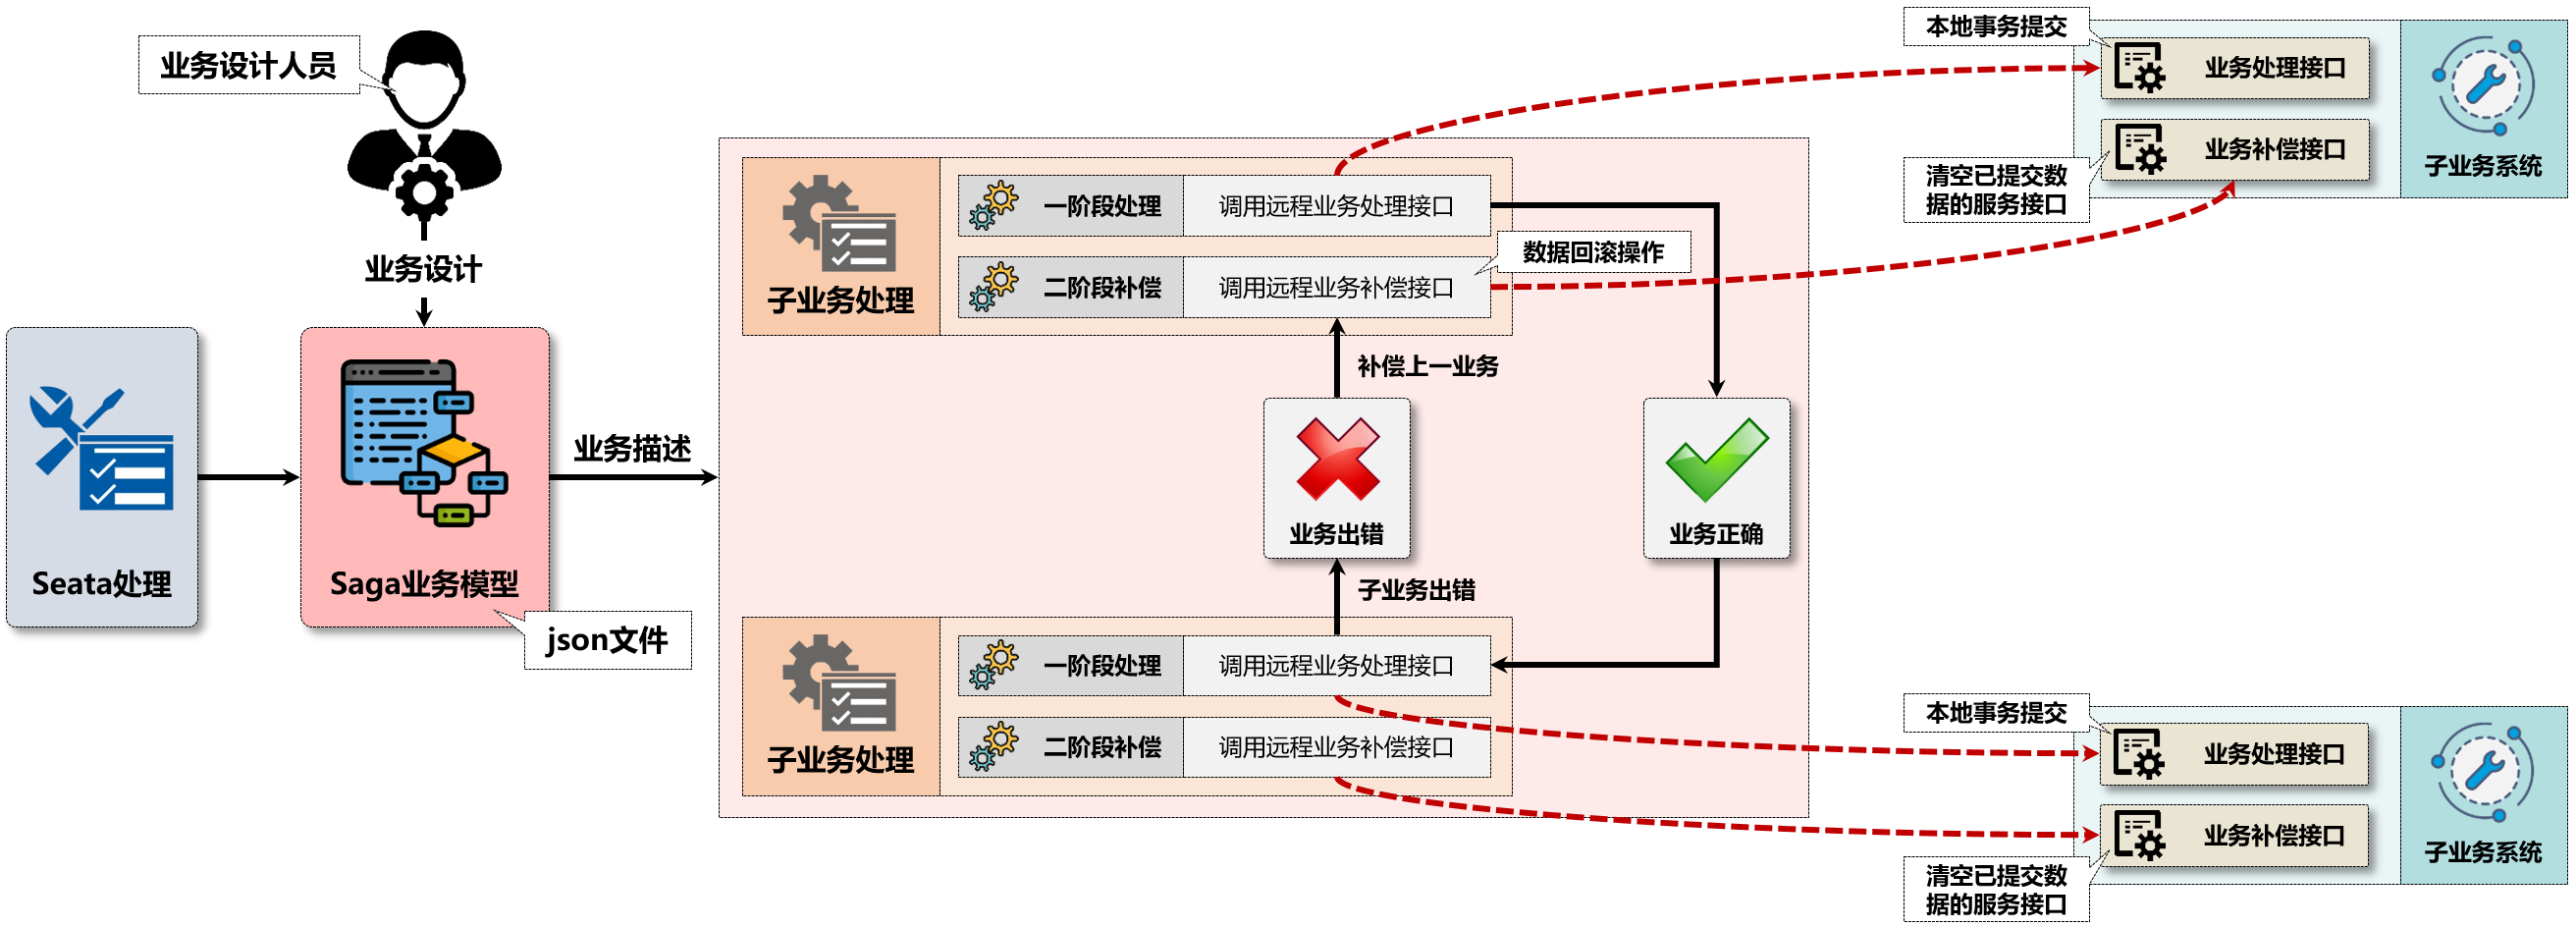 业务设计人员
业务设计
Seata处理
Saga业务模型
json文件
业务描述
子业务处理
一阶段处理
调用远程业务处理接口
二阶段补偿
调用远程业务补偿接口
数据回滚操作
补偿上一业务
业务出错
业务正确
子业务出错
子业务处理
一阶段处理
调用远程业务处理接口
二阶段补偿
调用远程业务补偿接口
本地事务提交
业务处理接口
业务补偿接口
清空已提交数
据的服务接口
子业务系统
本地事务提交
业务处理接口
业务补偿接口
清空已提交数
据的服务接口
子业务系统